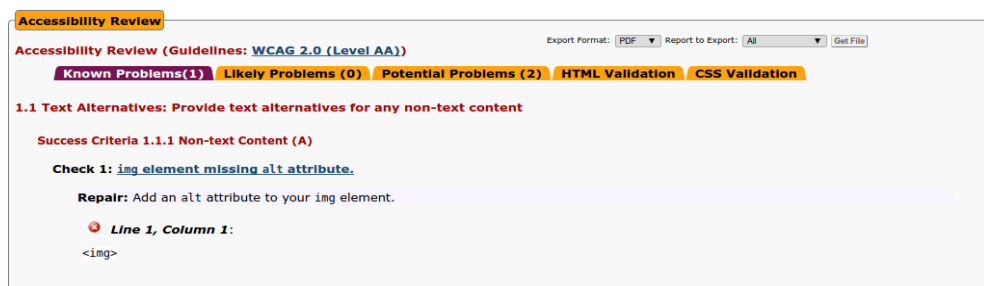 Accessibility Review
Accessibility Review (Guidelines: WCAG 2.0 (Level AA))
Export Format: PDF ▼ Report to Export: All ▼ Get File
Known Problems(1) Likely Problems (0) Potential Problems (2) HTML Validation CSS Validation
1.1 Text Alternatives: Provide text alternatives for any non-text content
Success Criteria 1.1.1 Non-text Content (A)
Check 1: img element missing alt attribute.
Repair: Add an alt attribute to your img element.
Line 1, Column 1:
<img>